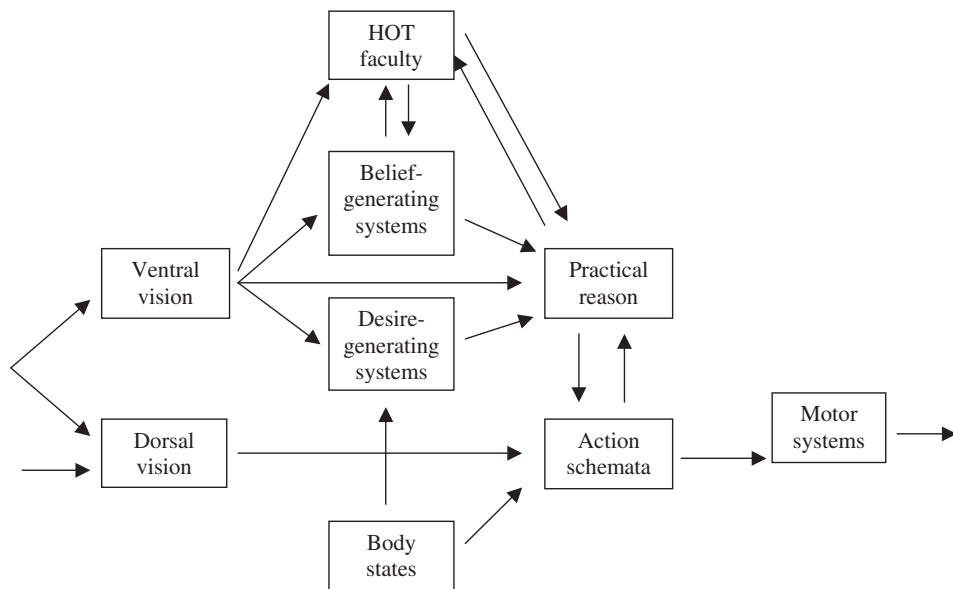 HOT
faculty
Belief-
generating
systems
Ventral
vision
Practical
reason
Desire-
generating
systems
Dorsal
vision
Action
schemata
Motor
systems
Body
states